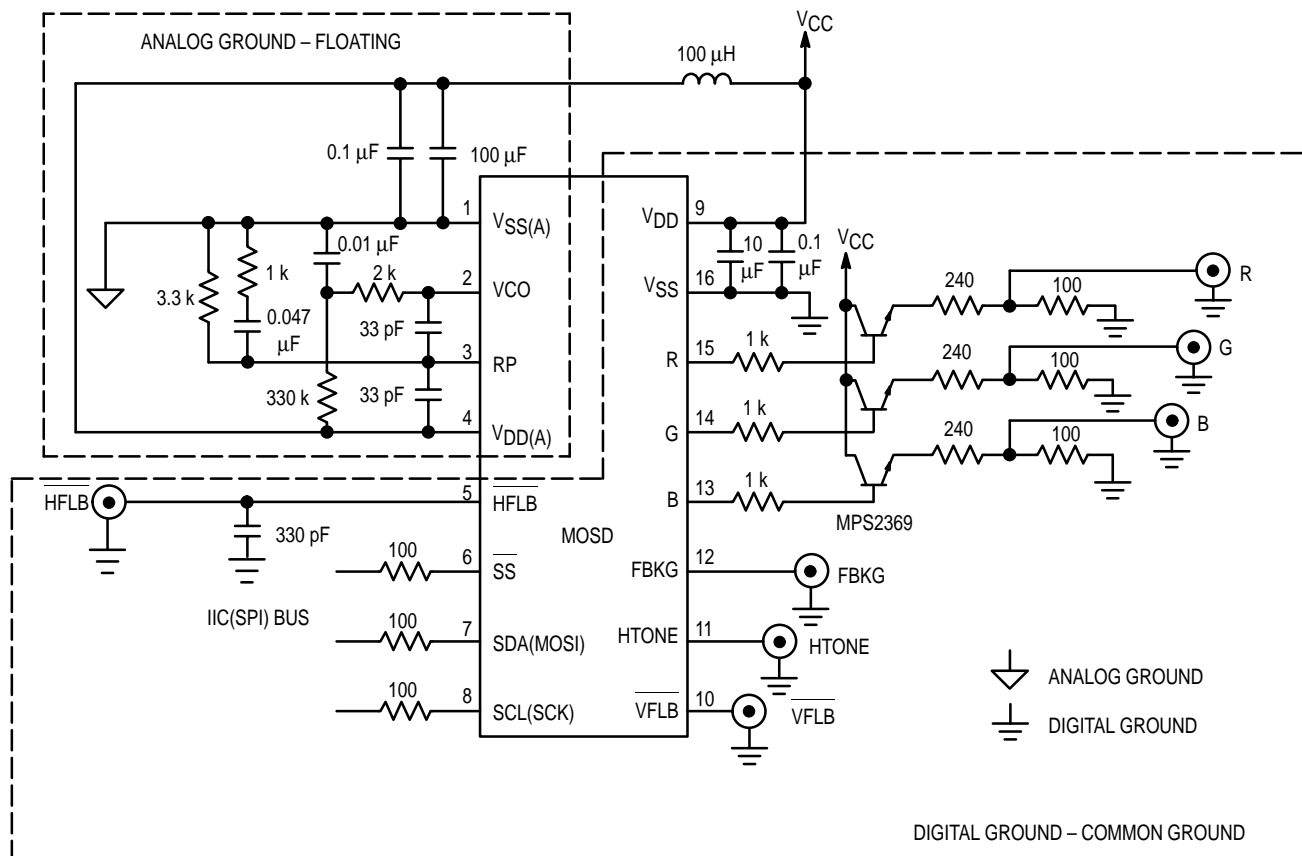 VCC
ANALOG GROUND – FLOATING
100 μH
0.1 μF
100 μF
1
VSS(A)
VDD
9
0.01 μF
10 μF
0.1 μF
VCC
1 k
2 k
2
VCO
VSS
16
240
100
R
3.3 k
0.047 μF
33 pF
3
RP
R
15
1 k
240
100
G
330 k
33 pF
4
VDD(A)
G
14
1 k
240
100
B
HFLB
5
HFLB
B
13
1 k
MPS2369
330 pF
MOSD
100
6
SS
FBKG
12
FBKG
IIC(SPI) BUS
100
7
SDA(MOSI)
HTONE
11
HTONE
ANALOG GROUND
100
8
SCL(SCK)
VFLB
10
VFLB
DIGITAL GROUND
DIGITAL GROUND – COMMON GROUND